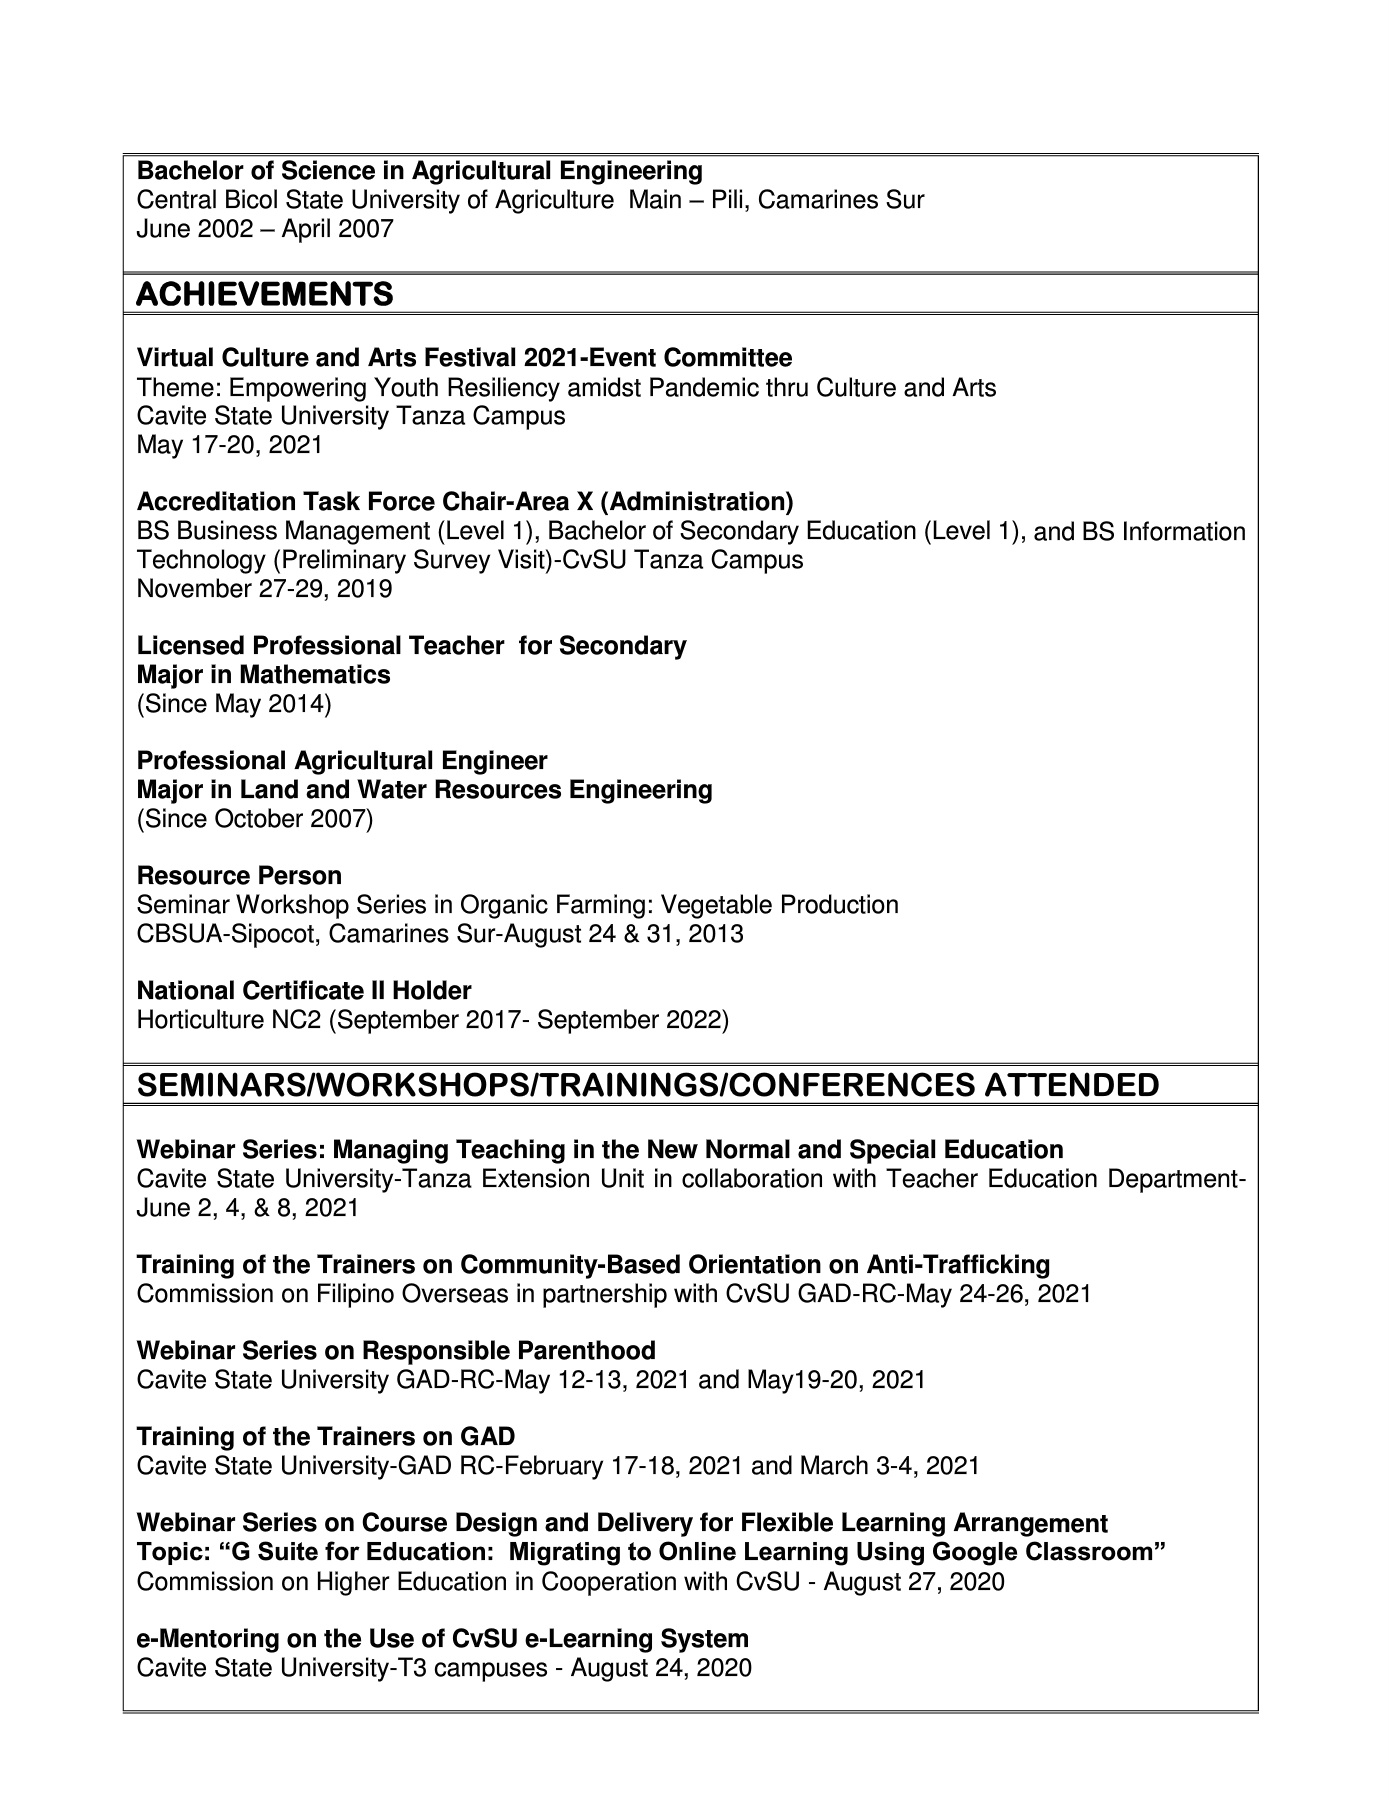 Bachelor of Science in Agricultural Engineering
Central Bicol State University of Agriculture  Main – Pili, Camarines Sur
June 2002 – April 2007
ACHIEVEMENTS
Virtual Culture and Arts Festival 2021-Event Committee
Theme: Empowering Youth Resiliency amidst Pandemic thru Culture and Arts
Cavite State University Tanza Campus
May 17-20, 2021
Accreditation Task Force Chair-Area X (Administration)
BS Business Management (Level 1), Bachelor of Secondary Education (Level 1), and BS Information
Technology (Preliminary Survey Visit)-CvSU Tanza Campus
November 27-29, 2019
Licensed Professional Teacher  for Secondary
Major in Mathematics
(Since May 2014)
Professional Agricultural Engineer
Major in Land and Water Resources Engineering
(Since October 2007)
Resource Person
Seminar Workshop Series in Organic Farming: Vegetable Production
CBSUA-Sipocot, Camarines Sur-August 24 & 31, 2013
National Certificate II Holder
Horticulture NC2 (September 2017- September 2022)
SEMINARS/WORKSHOPS/TRAININGS/CONFERENCES ATTENDED
Webinar Series: Managing Teaching in the New Normal and Special Education
Cavite State University-Tanza Extension Unit in collaboration with Teacher Education Department-
June 2, 4, & 8, 2021
Training of the Trainers on Community-Based Orientation on Anti-Trafficking
Commission on Filipino Overseas in partnership with CvSU GAD-RC-May 24-26, 2021
Webinar Series on Responsible Parenthood
Cavite State University GAD-RC-May 12-13, 2021 and May19-20, 2021
Training of the Trainers on GAD
Cavite State University-GAD RC-February 17-18, 2021 and March 3-4, 2021
Webinar Series on Course Design and Delivery for Flexible Learning Arrangement
Topic: “G Suite for Education:  Migrating to Online Learning Using Google Classroom”
Commission on Higher Education in Cooperation with CvSU - August 27, 2020
e-Mentoring on the Use of CvSU e-Learning System
Cavite State University-T3 campuses - August 24, 2020